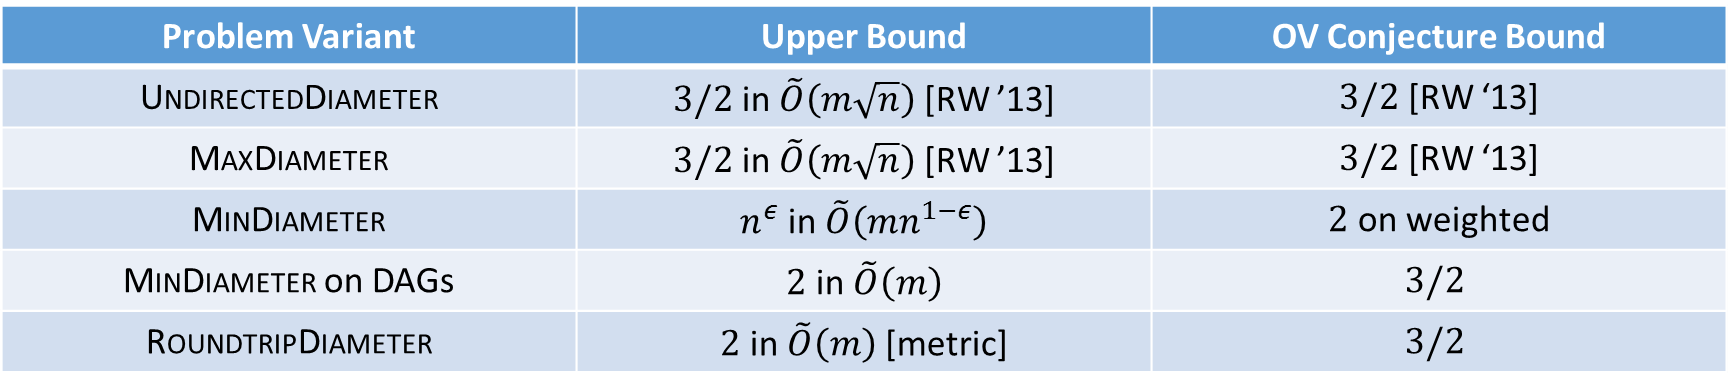 Problem Variant Upper Bound OV Conjecture Bound
UNDIRECTEDDIAMETER 3/2 in Õ(m√n) [RW ’13] 3/2 [RW ‘13]
MAXDIAMETER 3/2 in Õ(m√n) [RW ’13] 3/2 [RW ‘13]
MINDIAMETER n^ϵ in Õ(mn^{1−ϵ}) 2 on weighted
MINDIAMETER on DAGs 2 in Õ(m) 3/2
ROUNDTRIPDIAMETER 2 in Õ(m) [metric] 3/2